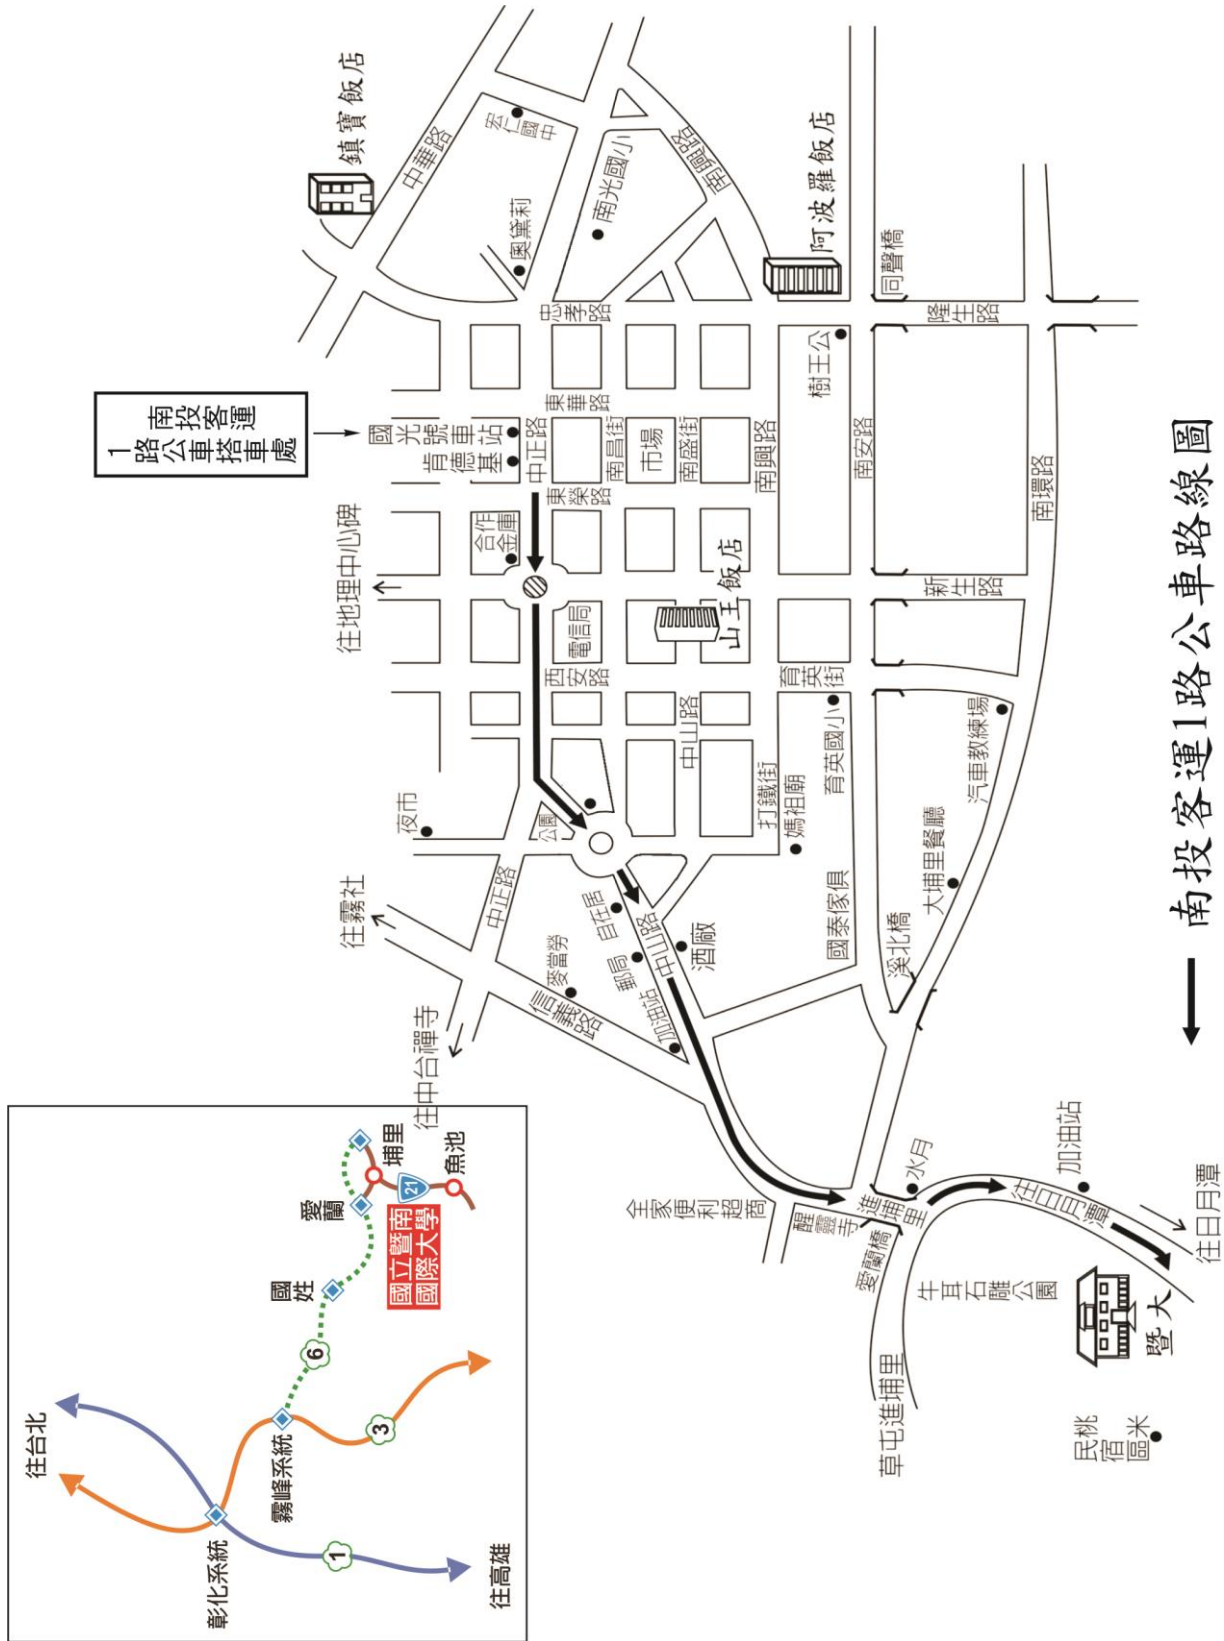 往台北
彰化系統
霧峰系統
國姓
愛蘭
埔里
魚池
國立暨南
國際大學
21
6
3
1
往高雄
南投客運
1路公車搭車處
國光號車站
肯德基
鎮寶飯店
中華路
宏仁國中
奧黛莉
南光國小
南興路
阿波羅飯店
同聲橋
忠孝路
隆生路
樹王公
東華路
中正路
南昌街
市場
南盛街
南興路
南安路
南環路
東榮路
合作金庫
往地理中心碑
電信局
山王飯店
新生路
西安路
中山路
育英街
育英國小
打鐵街
媽祖廟
汽車教練場
大埔里餐廳
國泰傢俱
溪北橋
夜市
公園
中正路
往霧社
往中台禪寺
麥當勞
信義路
自在居
郵局
加油站
中山路
酒廠
全家便利超商
醒靈寺
進埔里
水月
愛蘭橋
草屯進埔里
牛耳石雕公園
往日月潭
加油站
往日月潭
暨大
桃米
民宿區
南投客運1路公車路線圖